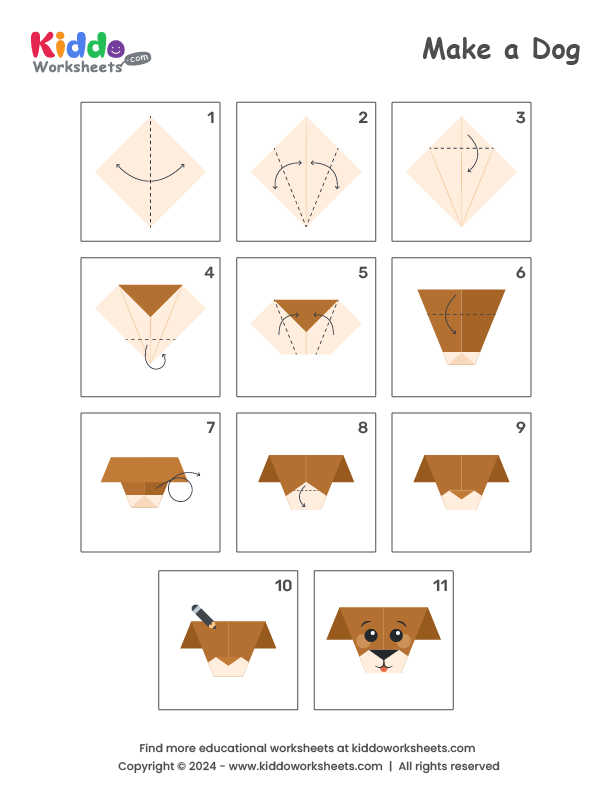 Kiddo
Worksheets.com
Make a Dog
1
2
3
4
5
6
7
8
9
10
11
Find more educational worksheets at kiddoworksheets.com
Copyright © 2024 - www.kiddoworksheets.com | All rights reserved